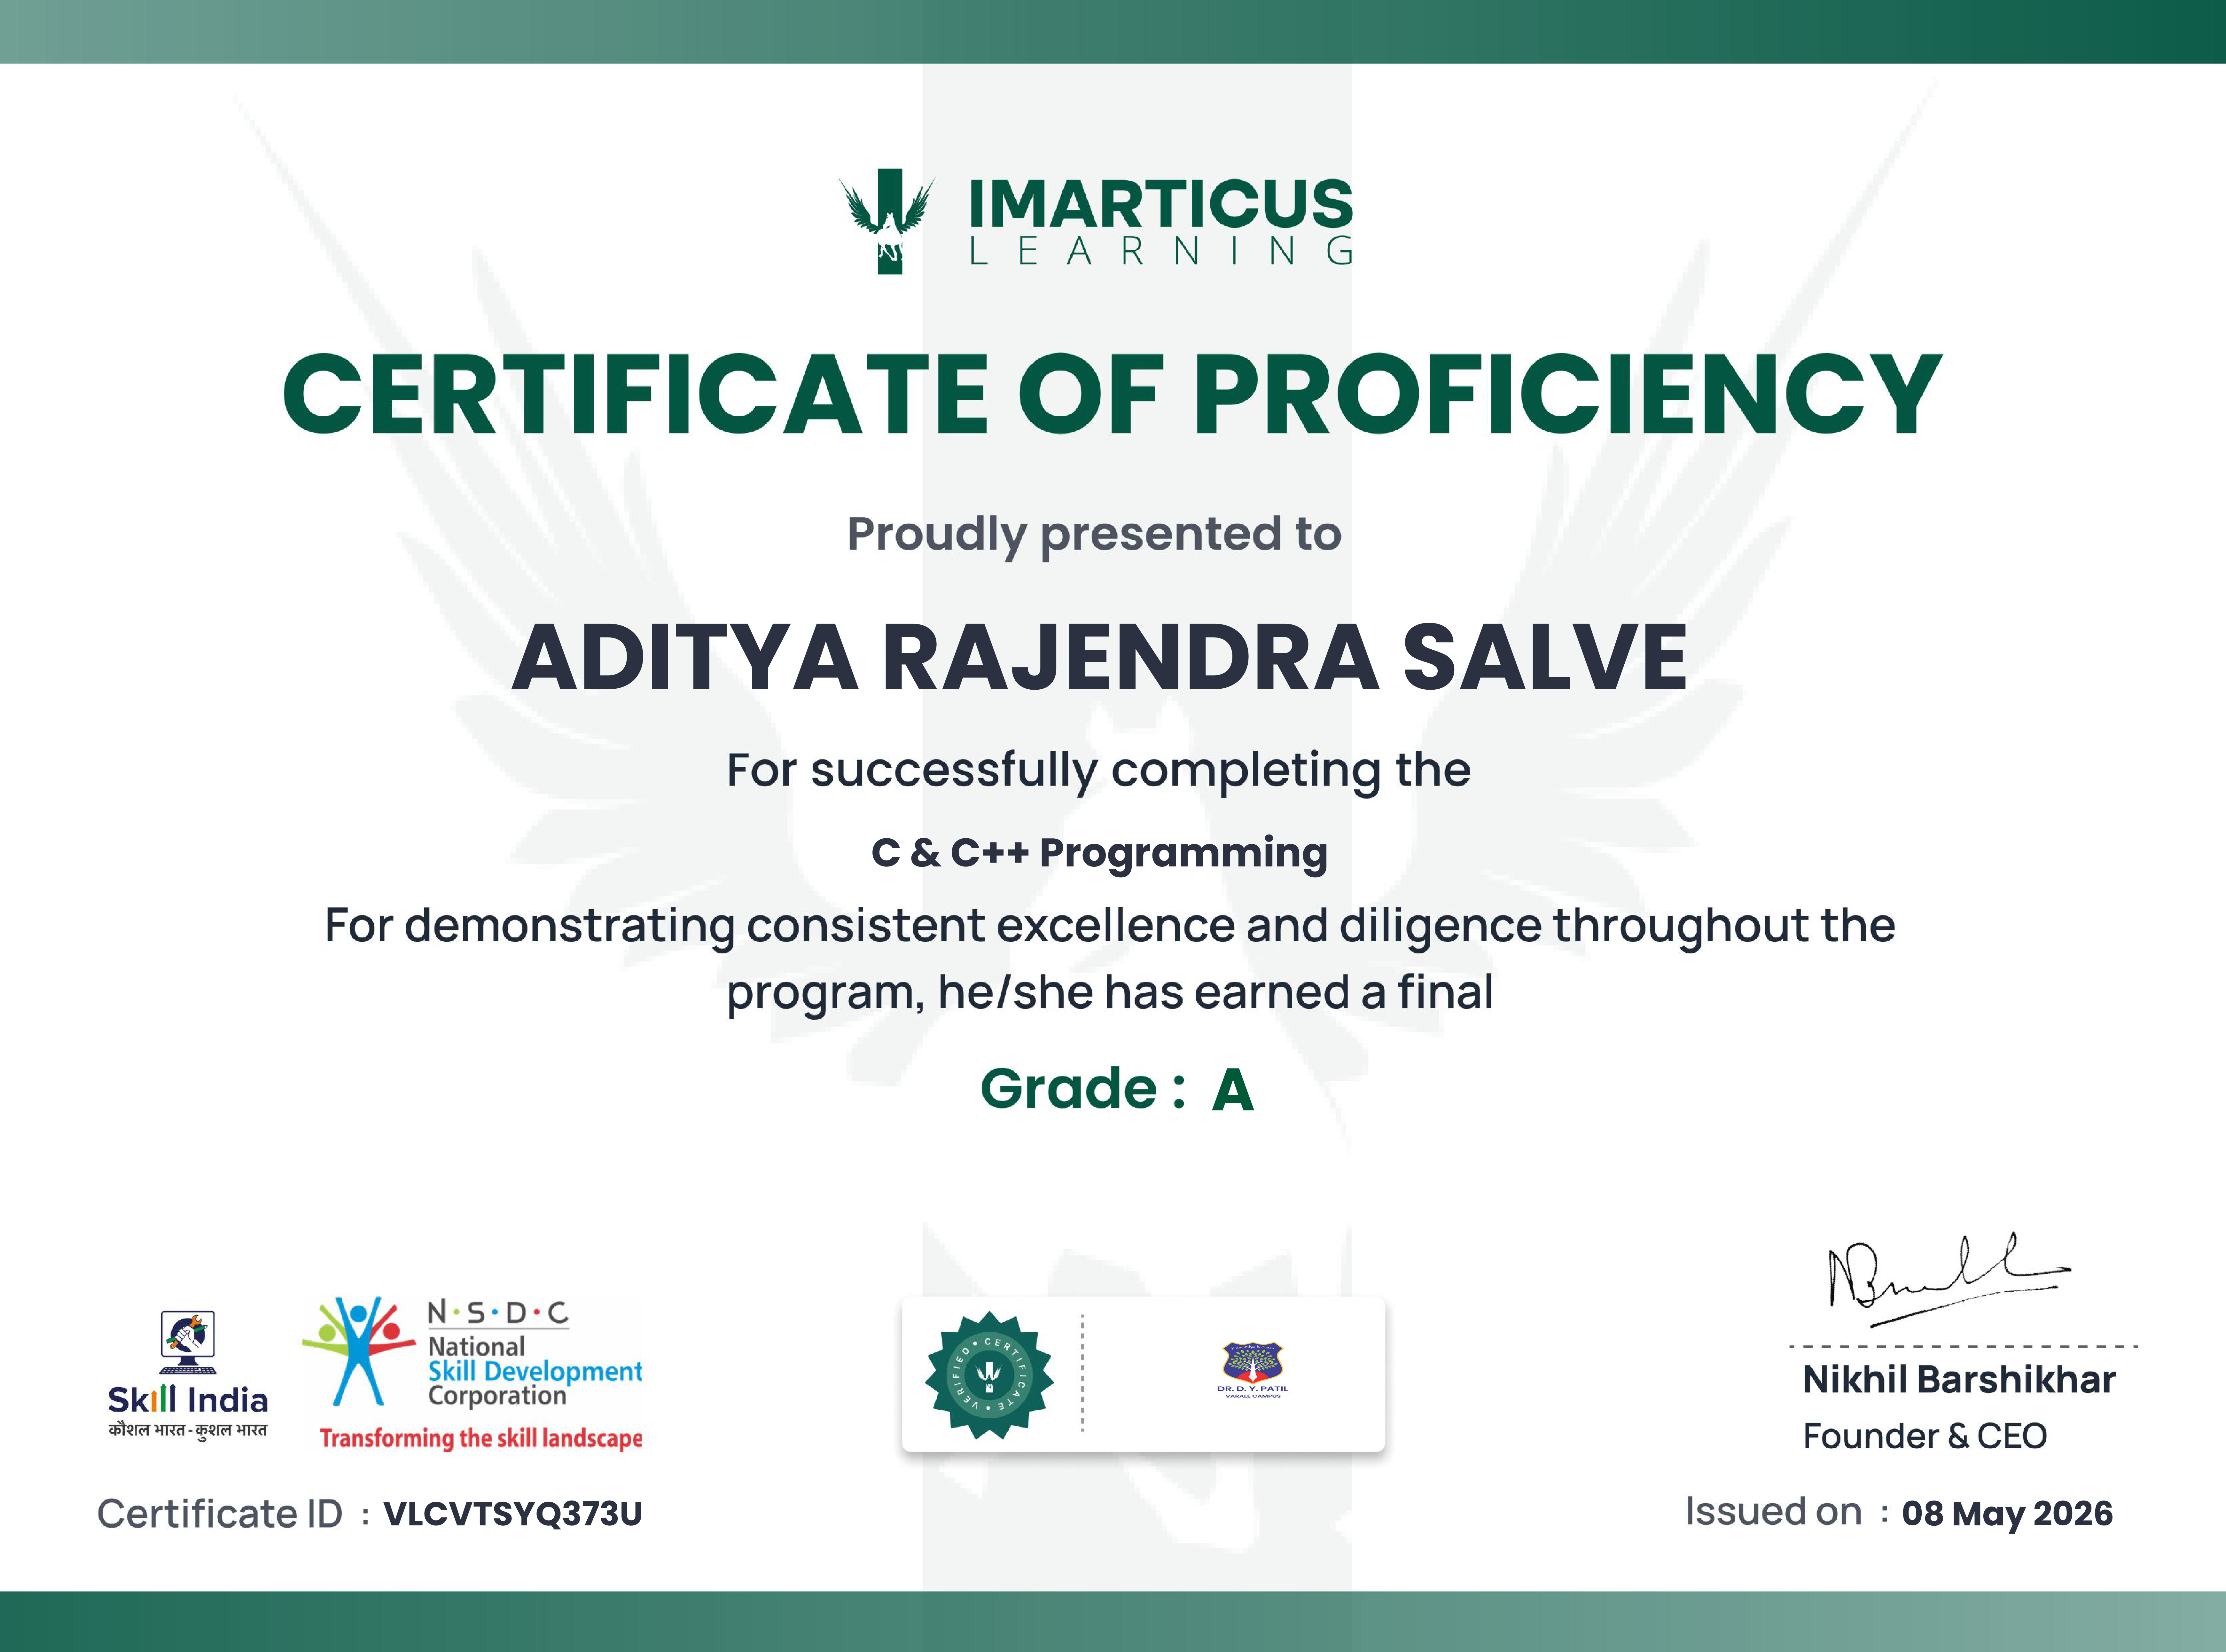 IMARTICUS
LEARNING
CERTIFICATE OF PROFICIENCY
Proudly presented to
ADITYA RAJENDRA SALVE
For successfully completing the
C & C++ Programming
For demonstrating consistent excellence and diligence throughout the
program, he/she has earned a final
Grade : A
Skill India
कौशल भारत - कुशल भारत
N·S·D·C
National
Skill Development
Corporation
Transforming the skill landscape
VERIFIED • CERTIFICATE •
DR. D. Y. PATIL
VARALE CAMPUS
Nikhil Barshikhar
Founder & CEO
Certificate ID : VLCVTSYQ373U
Issued on : 08 May 2026